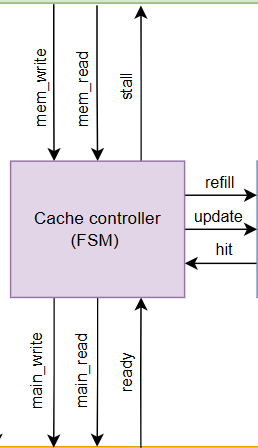 mem_write
mem_read
stall
Cache controller
(FSM)
refill
update
hit
main_write
main_read
ready